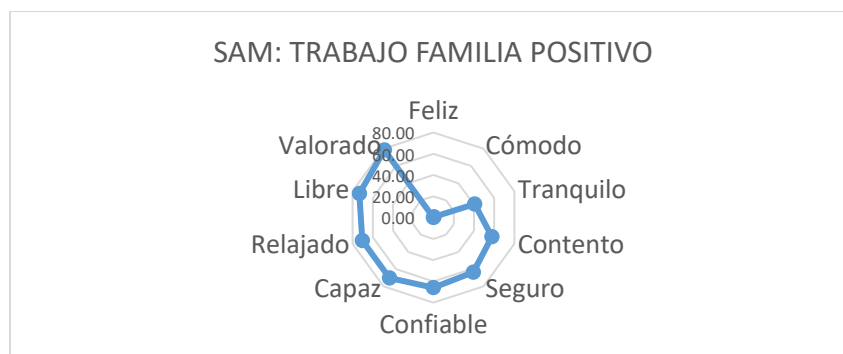 SAM: TRABAJO FAMILIA POSITIVO
Feliz
80.00
Valorado
60.00
Cómodo
40.00
Libre
20.00
Tranquilo
0.00
Relajado
Contento
Capaz
Seguro
Confiable